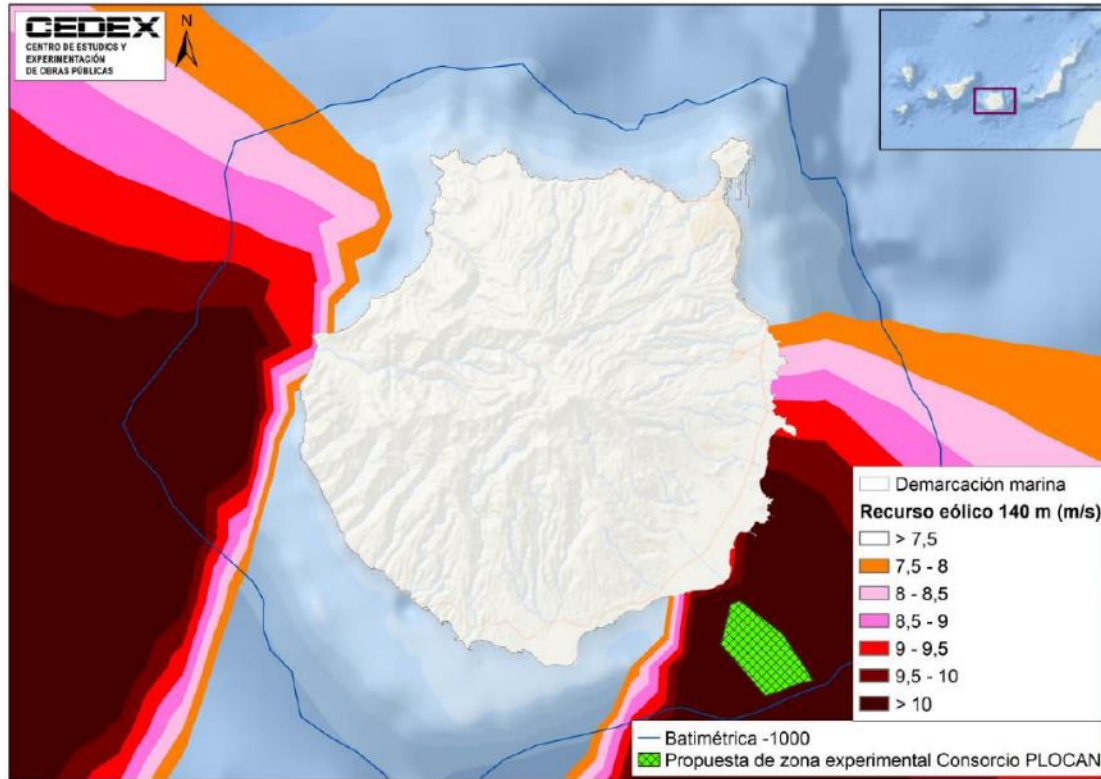 CEDEX
CENTRO DE ESTUDIOS Y
EXPERIMENTACIÓN
DE OBRAS PÚBLICAS
N
Demarcación marina
Recurso eólico 140 m (m/s)
> 7,5
7,5 - 8
8 - 8,5
8,5 - 9
9 - 9,5
9,5 - 10
> 10
Batimétrica -1000
Propuesta de zona experimental Consorcio PLOCAN